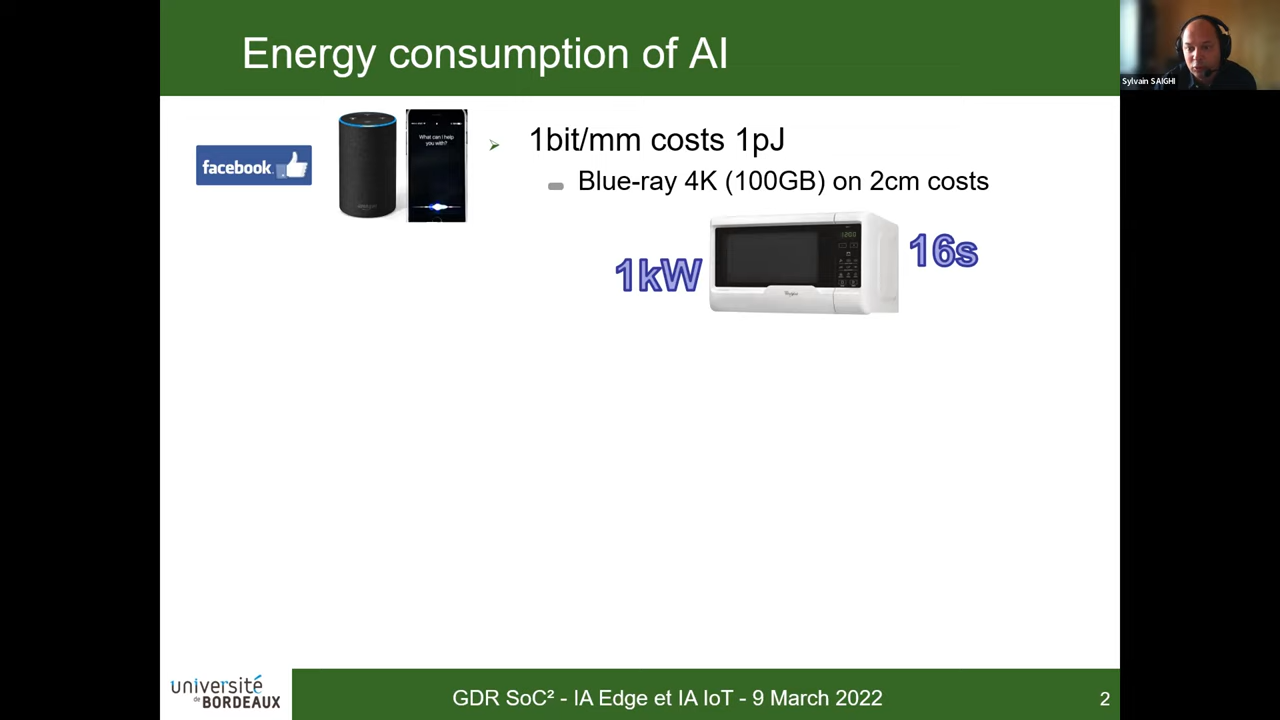 Energy consumption of AI
Sylvain SAIGHI
facebook
What can I help
you with?
1bit/mm costs 1pJ
Blue-ray 4K (100GB) on 2cm costs
1kW
16s
université
de BORDEAUX
GDR SoC² - IA Edge et IA IoT - 9 March 2022
2